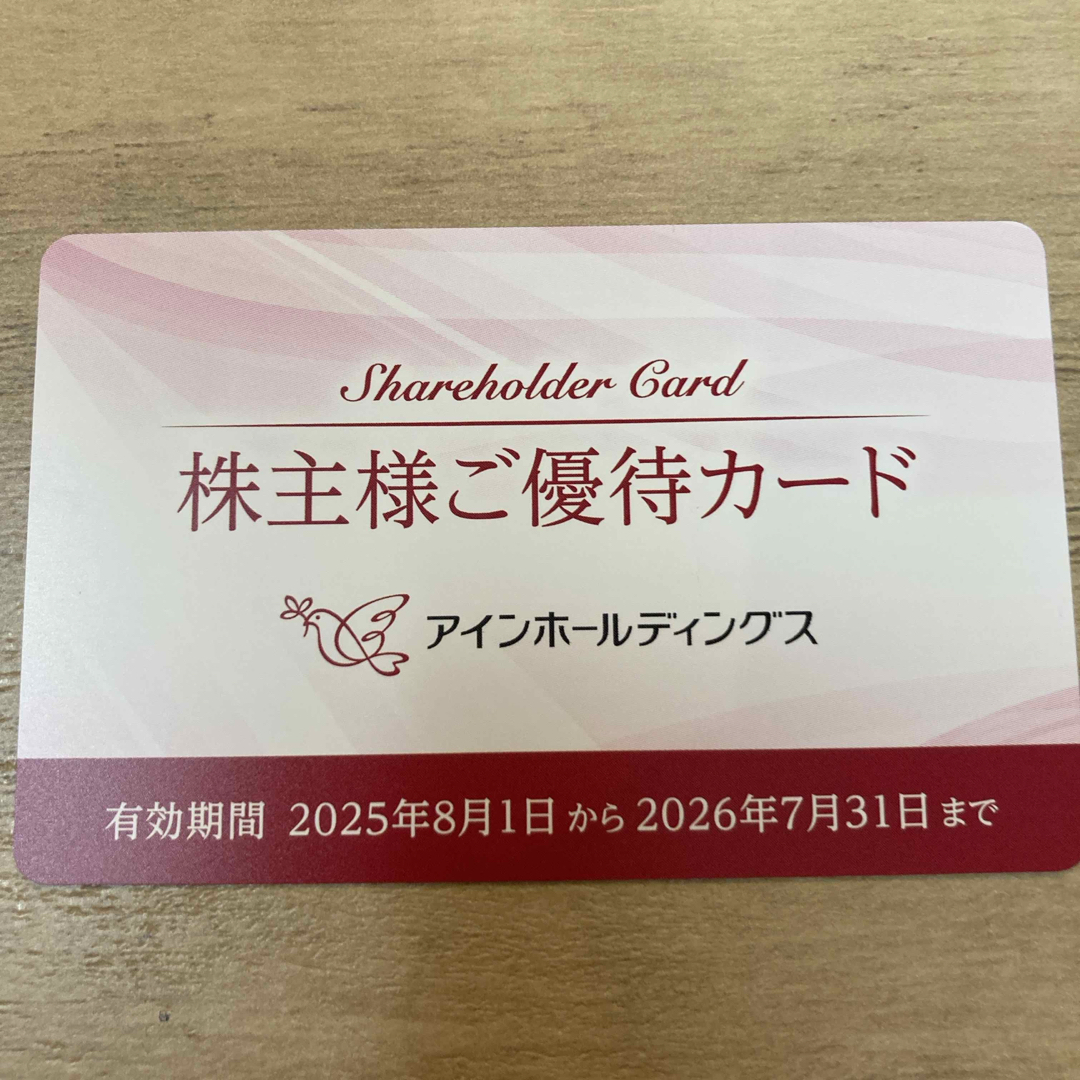 Shareholder Card
株主様ご優待カード
アインホールディングス
有効期間 2025年8月1日から2026年7月31日まで